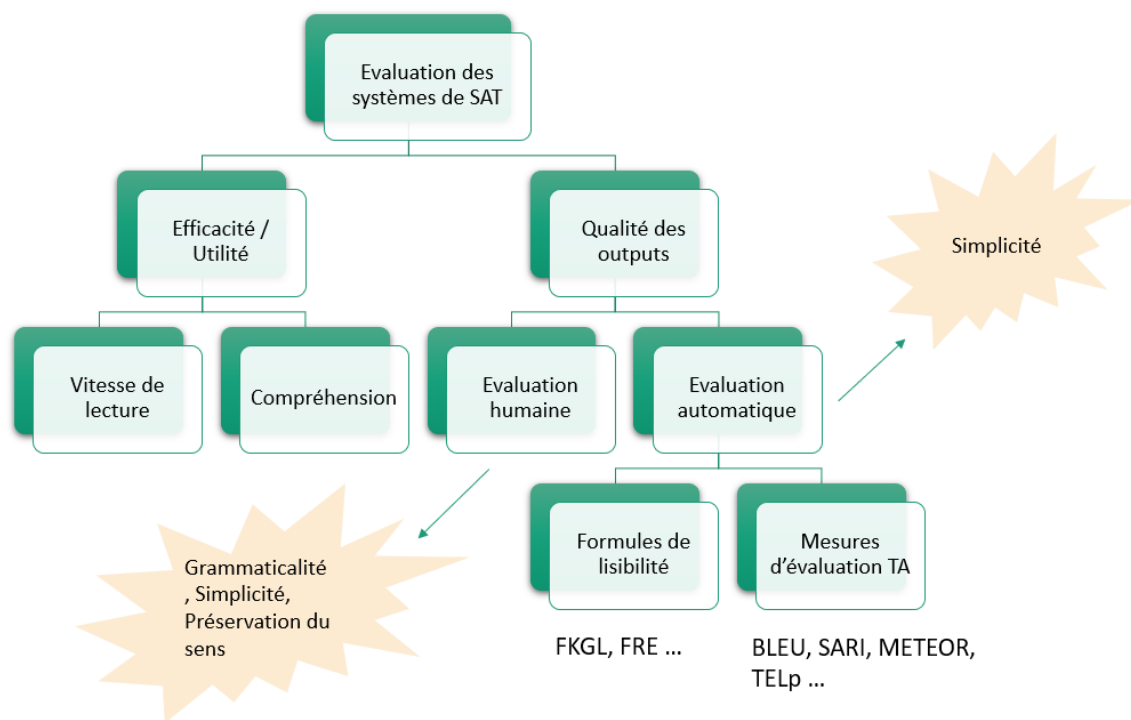 Evaluation des
systèmes de SAT
Efficacité /
Utilité
Qualité des
outputs
Simplicité
Vitesse de
lecture
Compréhension
Evaluation
humaine
Evaluation
automatique
Grammaticalité
, Simplicité,
Préservation du
sens
Formules de
lisibilité
Mesures
d'évaluation TA
FKGL, FRE ...
BLEU, SARI, METEOR,
TELp ...